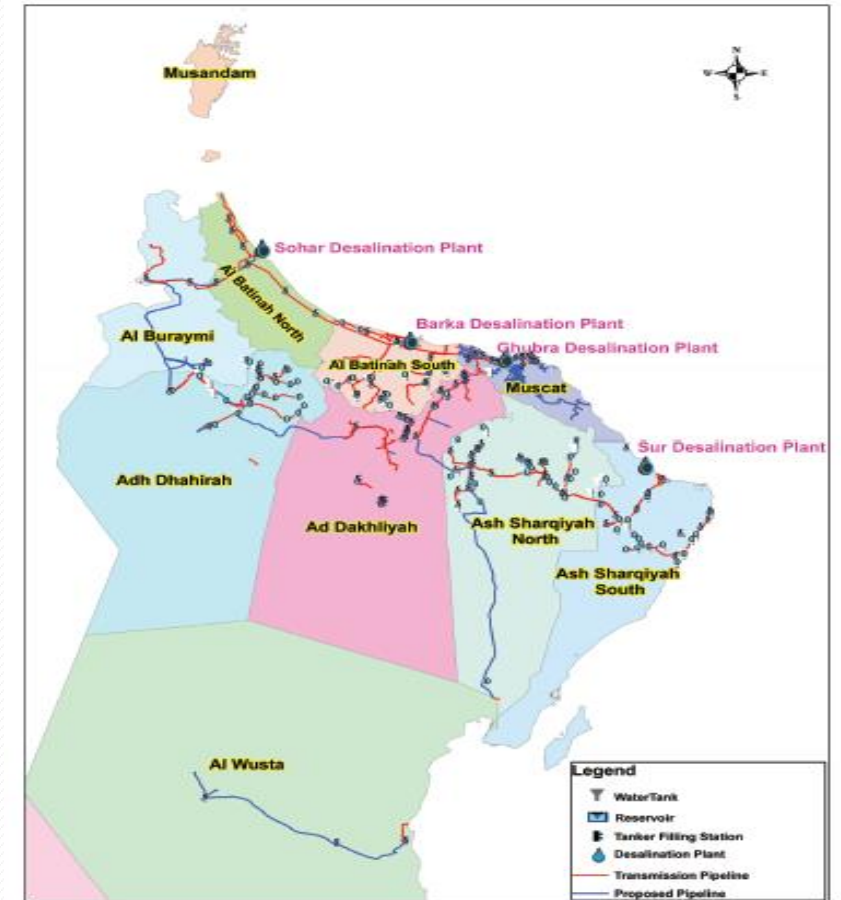 N
W E
S
Musandam
Sohar Desalination Plant
Al Batinah North
Barka Desalination Plant
Al Buraymi
Ghubra Desalination Plant
Al Batinah South
Muscat
Sur Desalination Plant
Adh Dhahirah
Ad Dakhliyah
Ash Sharqiyah
North
Ash Sharqiyah
South
Al Wusta
Legend
WaterTank
Reservoir
Tanker Filling Station
Desalination Plant
Transmission Pipeline
Proposed Pipeline